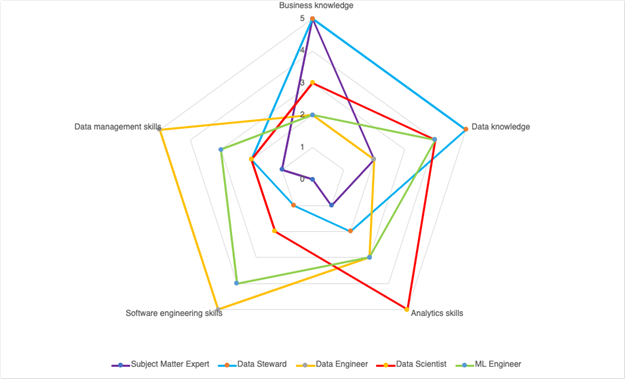 Business knowledge
5
4
3
Data management skills
2
Data knowledge
1
0
Software engineering skills
Analytics skills
Subject Matter Expert Data Steward Data Engineer Data Scientist ML Engineer